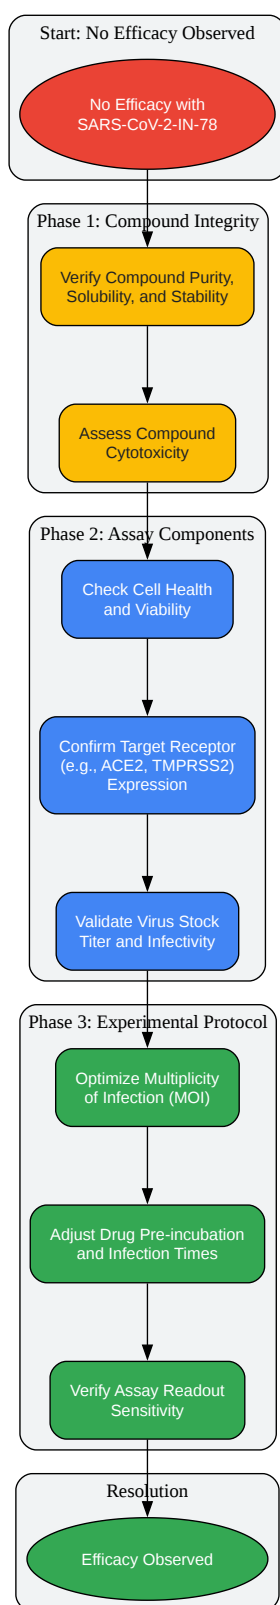 Start: No Efficacy Observed
No Efficacy with
SARS-CoV-2-IN-78
Phase 1: Compound Integrity
Verify Compound Purity,
Solubility, and Stability
Assess Compound
Cytotoxicity
Phase 2: Assay Components
Check Cell Health
and Viability
Confirm Target Receptor
(e.g., ACE2, TMPRSS2)
Expression
Validate Virus Stock
Titer and Infectivity
Phase 3: Experimental Protocol
Optimize Multiplicity
of Infection (MOI)
Adjust Drug Pre-incubation
and Infection Times
Verify Assay Readout
Sensitivity
Resolution
Efficacy Observed